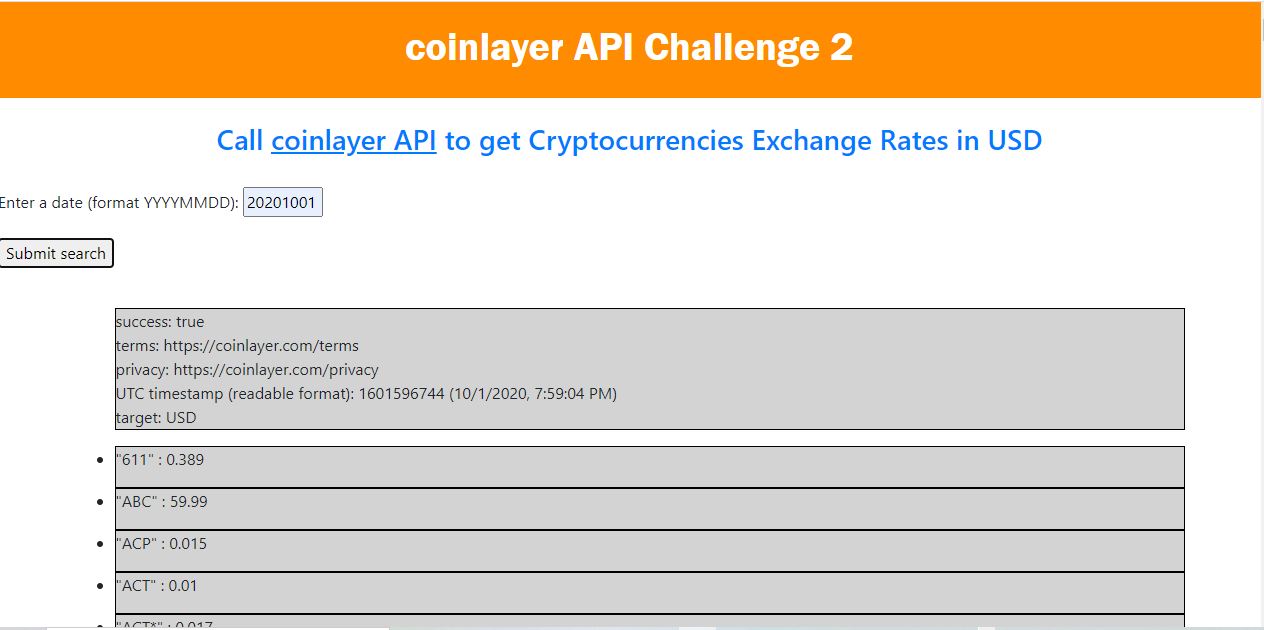 coinlayer API Challenge 2
Call coinlayer API to get Cryptocurrencies Exchange Rates in USD
Enter a date (format YYYYMMDD): 20201001
Submit search
success: true
terms: https://coinlayer.com/terms
privacy: https://coinlayer.com/privacy
UTC timestamp (readable format): 1601596744 (10/1/2020, 7:59:04 PM)
target: USD
"611" : 0.389
"ABC" : 59.99
"ACP" : 0.015
"ACT" : 0.01
"ACT*" : 0.017